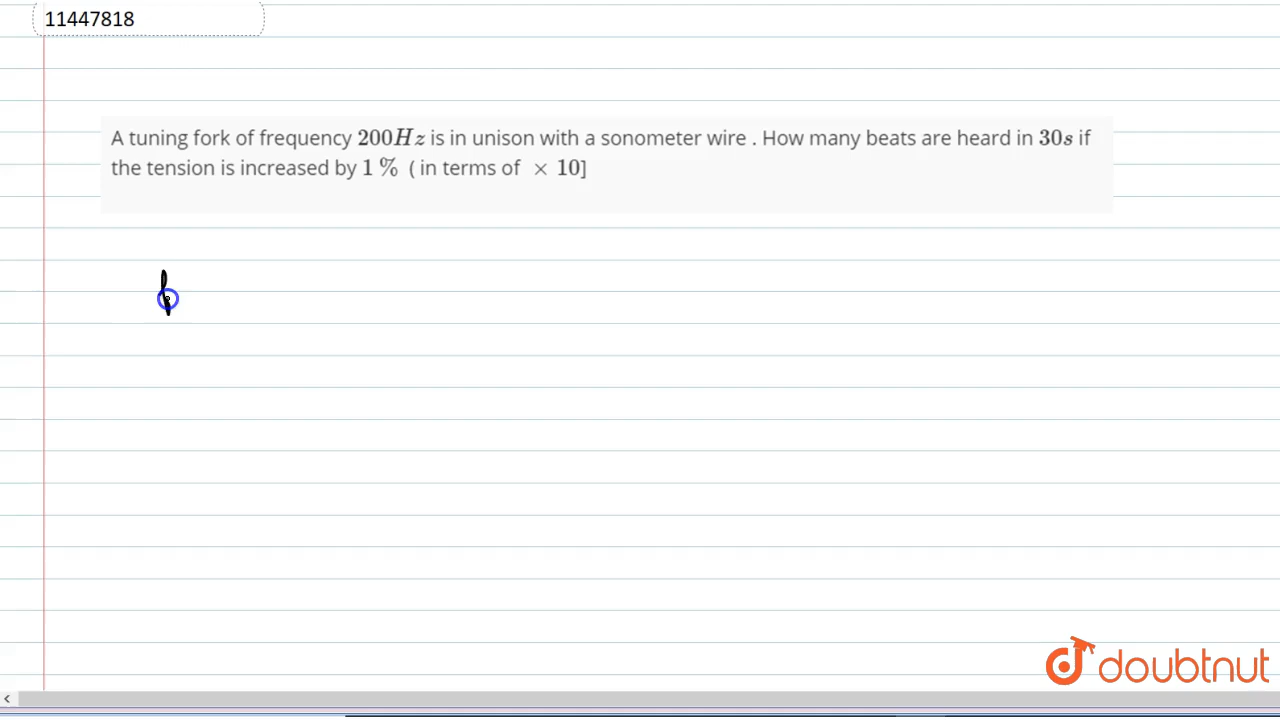 11447818
A tuning fork of frequency 200Hz is in unison with a sonometer wire . How many beats are heard in 30s if
the tension is increased by 1 % ( in terms of × 10]
doubtnut